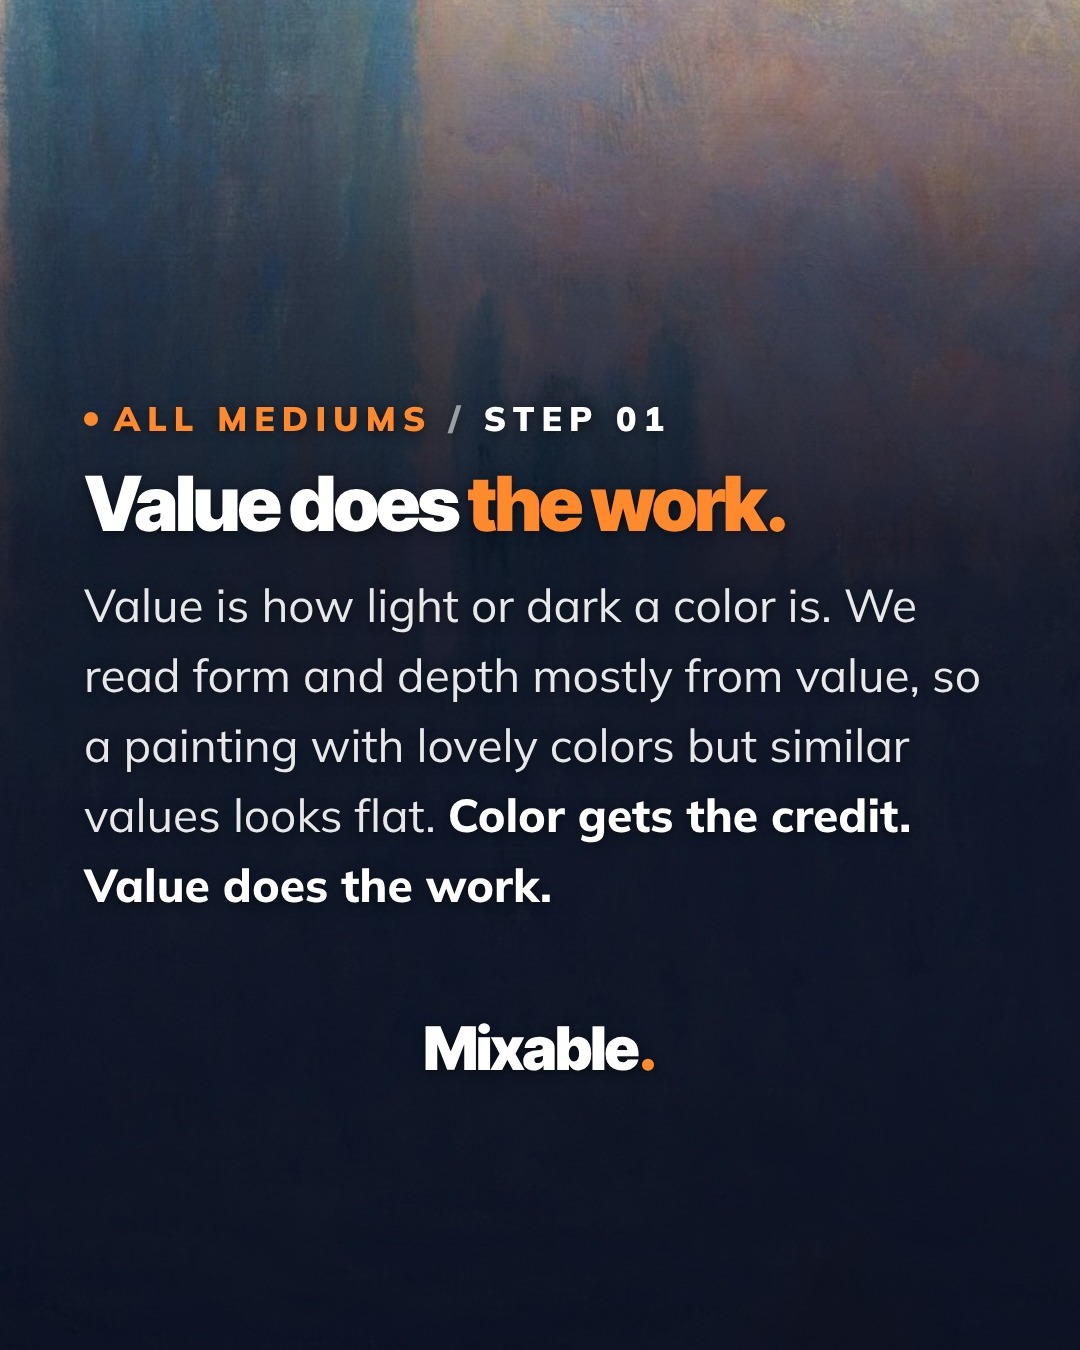 • ALL MEDIUMS / STEP 01
Value does the work.
Value is how light or dark a color is. We
read form and depth mostly from value, so
a painting with lovely colors but similar
values looks flat. Color gets the credit.
Value does the work.
Mixable.